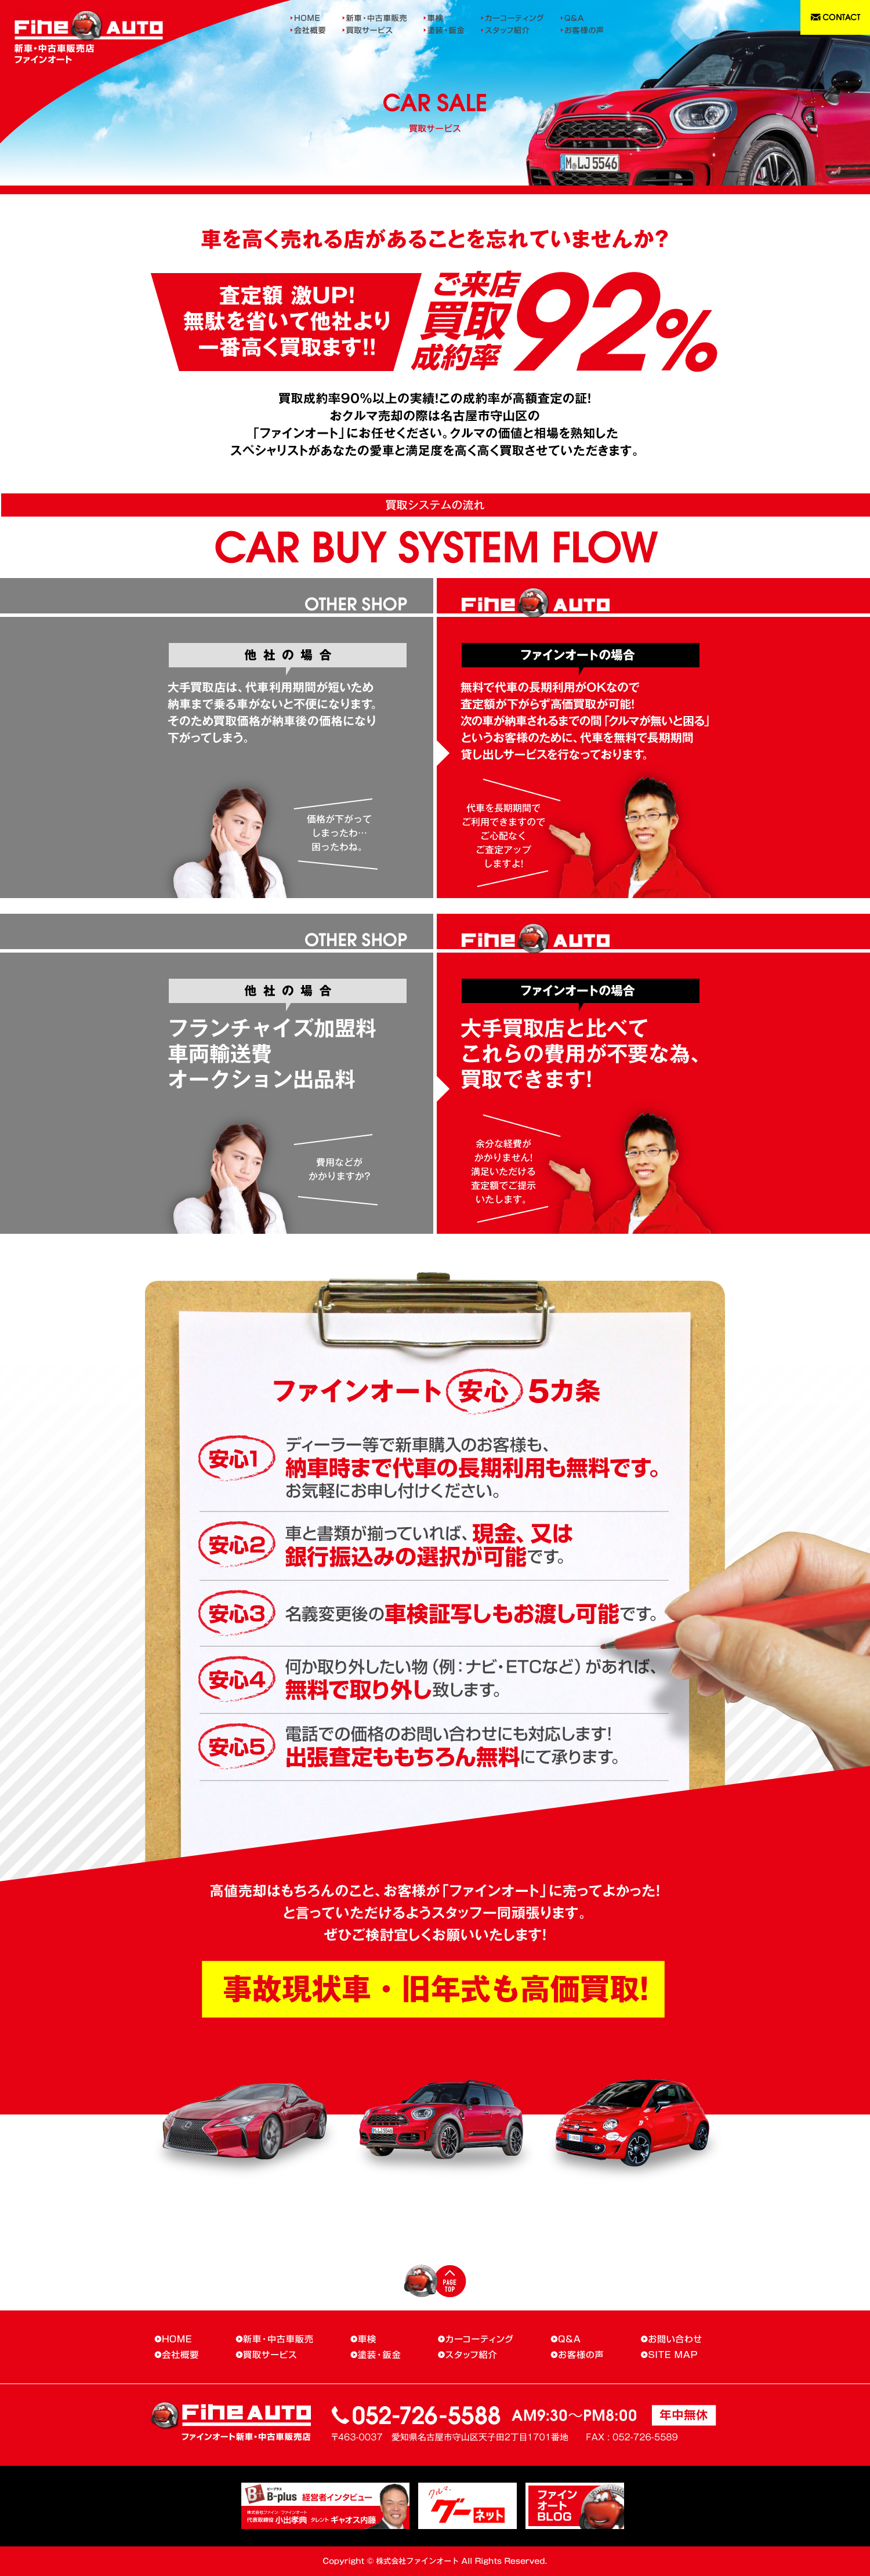 Fine AUTO
新車・中古車販売店
ファインオート
HOME
新車・中古車販売
車検
カーコーティング
Q&A
会社概要
買取サービス
塗装・鈑金
スタッフ紹介
お客様の声
CONTACT
CAR SALE
買取サービス
M LJ 5546
車を高く売れる店があることを忘れていませんか?
査定額 激UP!
無駄を省いて他社より
一番高く買取ます!!
ご来店
買取
成約率
92%
買取成約率90%以上の実績!この成約率が高額査定の証!
おクルマ売却の際は名古屋市守山区の
「ファインオート」にお任せください。クルマの価値と相場を熟知した
スペシャリストがあなたの愛車と満足度を高く高く買取させていただきます。
買取システムの流れ
CAR BUY SYSTEM FLOW
OTHER SHOP
他社の場合
大手買取店は、代車利用期間が短いため
納車まで乗る車がないと不便になります。
そのため買取価格が納車後の価格になり
下がってしまう。
価格が下がって
しまったわ…
困ったわね。
Fine AUTO
ファインオートの場合
無料で代車の長期利用がOKなので
査定額が下がらず高価買取が可能!
次の車が納車されるまでの間「クルマが無いと困る」
というお客様のために、代車を無料で長期期間
貸し出しサービスを行なっております。
代車を長期期間で
ご利用できますので
ご心配なく
ご査定アップ
しますよ!
OTHER SHOP
他社の場合
フランチャイズ加盟料
車両輸送費
オークション出品料
費用などが
かかりますか?
Fine AUTO
ファインオートの場合
大手買取店と比べて
これらの費用が不要な為、
買取できます!
余分な経費が
かかりません!
満足いただける
査定額でご提示
いたします。
ファインオート 安心 5カ条
安心1
ディーラー等で新車購入のお客様も、
納車時まで代車の長期利用も無料です。
お気軽にお申し付けください。
安心2
車と書類が揃っていれば、現金、又は
銀行振込みの選択が可能です。
安心3
名義変更後の車検証写しもお渡し可能です。
安心4
何か取り外したい物（例：ナビ・ETCなど）があれば、
無料で取り外し致します。
安心5
電話での価格のお問い合わせにも対応します!
出張査定ももちろん無料にて承ります。
高値売却はもちろんのこと、お客様が「ファインオート」に売ってよかった!
と言っていただけるようスタッフ一同頑張ります。
ぜひご検討宜しくお願いいたします!
事故現状車・旧年式も高価買取!
PAGE
TOP
HOME
新車・中古車販売
車検
カーコーティング
Q&A
お問い合わせ
会社概要
買取サービス
塗装・鈑金
スタッフ紹介
お客様の声
SITE MAP
Fine AUTO
ファインオート新車・中古車販売店
052-726-5588 AM9:30〜PM8:00 年中無休
〒463-0037 愛知県名古屋市守山区天子田2丁目1701番地 FAX : 052-726-5589
ビープラス
B-plus 経営者インタビュー
株式会社ファイン／ファインオート
代表取締役 小出孝典 タレント ギャオス内藤
クルマ、
グーネット
ファイン
オート
BLOG
Copyright © 株式会社ファインオート All Rights Reserved.